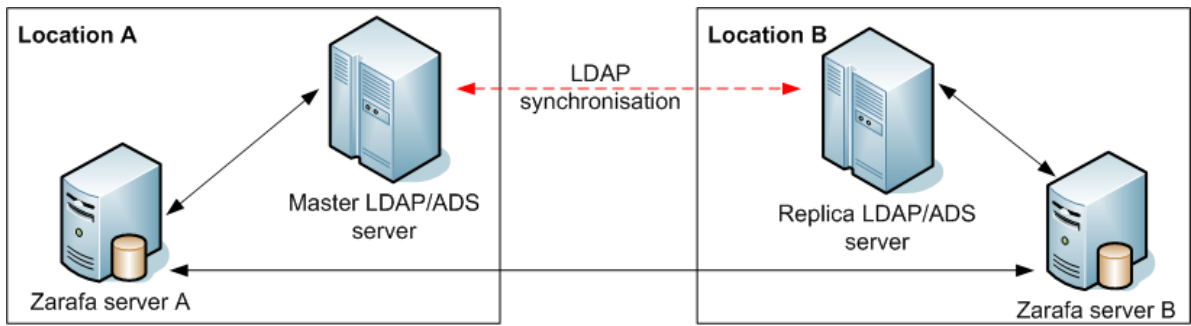 Location A
Location B
LDAP
synchronisation
Master LDAP/ADS
server
Replica LDAP/ADS
server
Zarafa server A
Zarafa server B